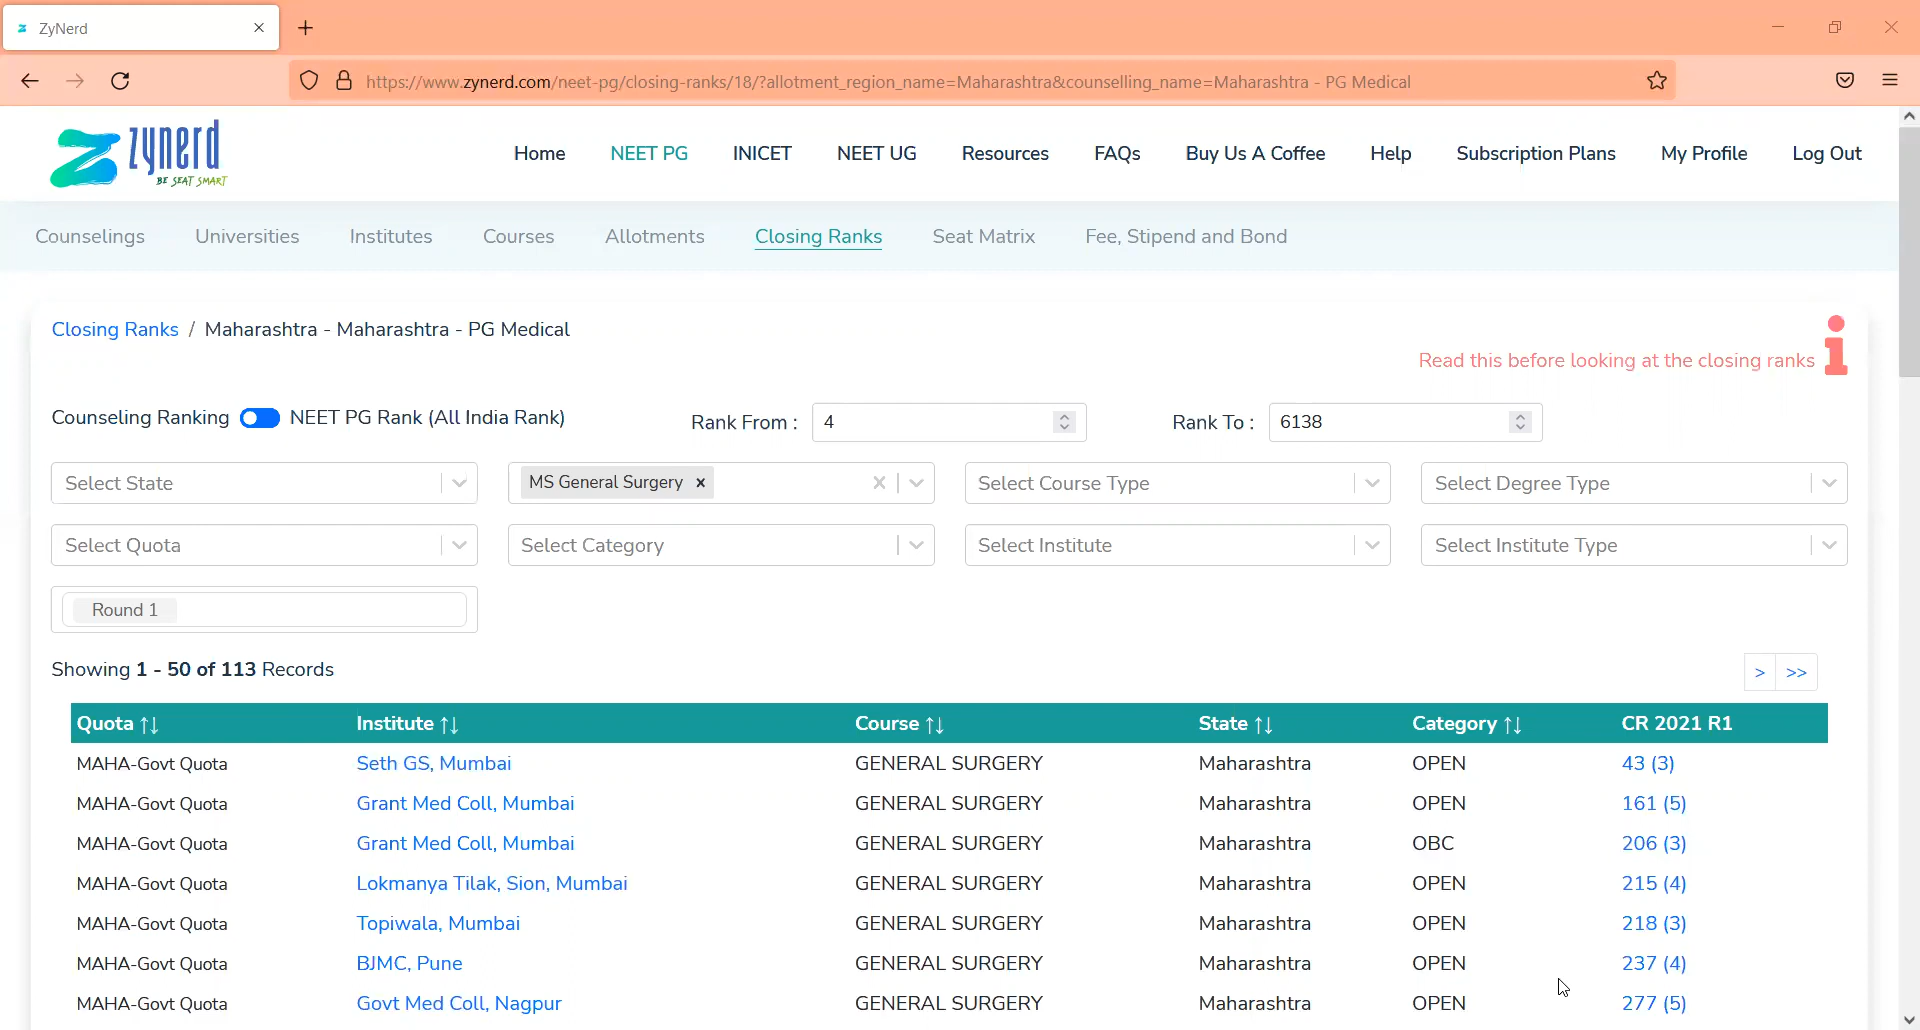 ZyNerd
https://www.zynerd.com/neet-pg/closing-ranks/18/?allotment_region_name=Maharashtra&counselling_name=Maharashtra - PG Medical
zynerd
BE SEAT SMART
Home NEET PG INICET NEET UG Resources FAQs Buy Us A Coffee Help Subscription Plans My Profile Log Out
Counselings Universities Institutes Courses Allotments Closing Ranks Seat Matrix Fee, Stipend and Bond
Closing Ranks / Maharashtra - Maharashtra - PG Medical
Read this before looking at the closing ranks
Counseling Ranking NEET PG Rank (All India Rank) Rank From : 4 Rank To : 6138
Select State MS General Surgery × Select Course Type Select Degree Type
Select Quota Select Category Select Institute Select Institute Type
Round 1
Showing 1 - 50 of 113 Records > >>
Quota ↑↓ Institute ↑↓ Course ↑↓ State ↑↓ Category ↑↓ CR 2021 R1
MAHA-Govt Quota Seth GS, Mumbai GENERAL SURGERY Maharashtra OPEN 43 (3)
MAHA-Govt Quota Grant Med Coll, Mumbai GENERAL SURGERY Maharashtra OPEN 161 (5)
MAHA-Govt Quota Grant Med Coll, Mumbai GENERAL SURGERY Maharashtra OBC 206 (3)
MAHA-Govt Quota Lokmanya Tilak, Sion, Mumbai GENERAL SURGERY Maharashtra OPEN 215 (4)
MAHA-Govt Quota Topiwala, Mumbai GENERAL SURGERY Maharashtra OPEN 218 (3)
MAHA-Govt Quota BJMC, Pune GENERAL SURGERY Maharashtra OPEN 237 (4)
MAHA-Govt Quota Govt Med Coll, Nagpur GENERAL SURGERY Maharashtra OPEN 277 (5)